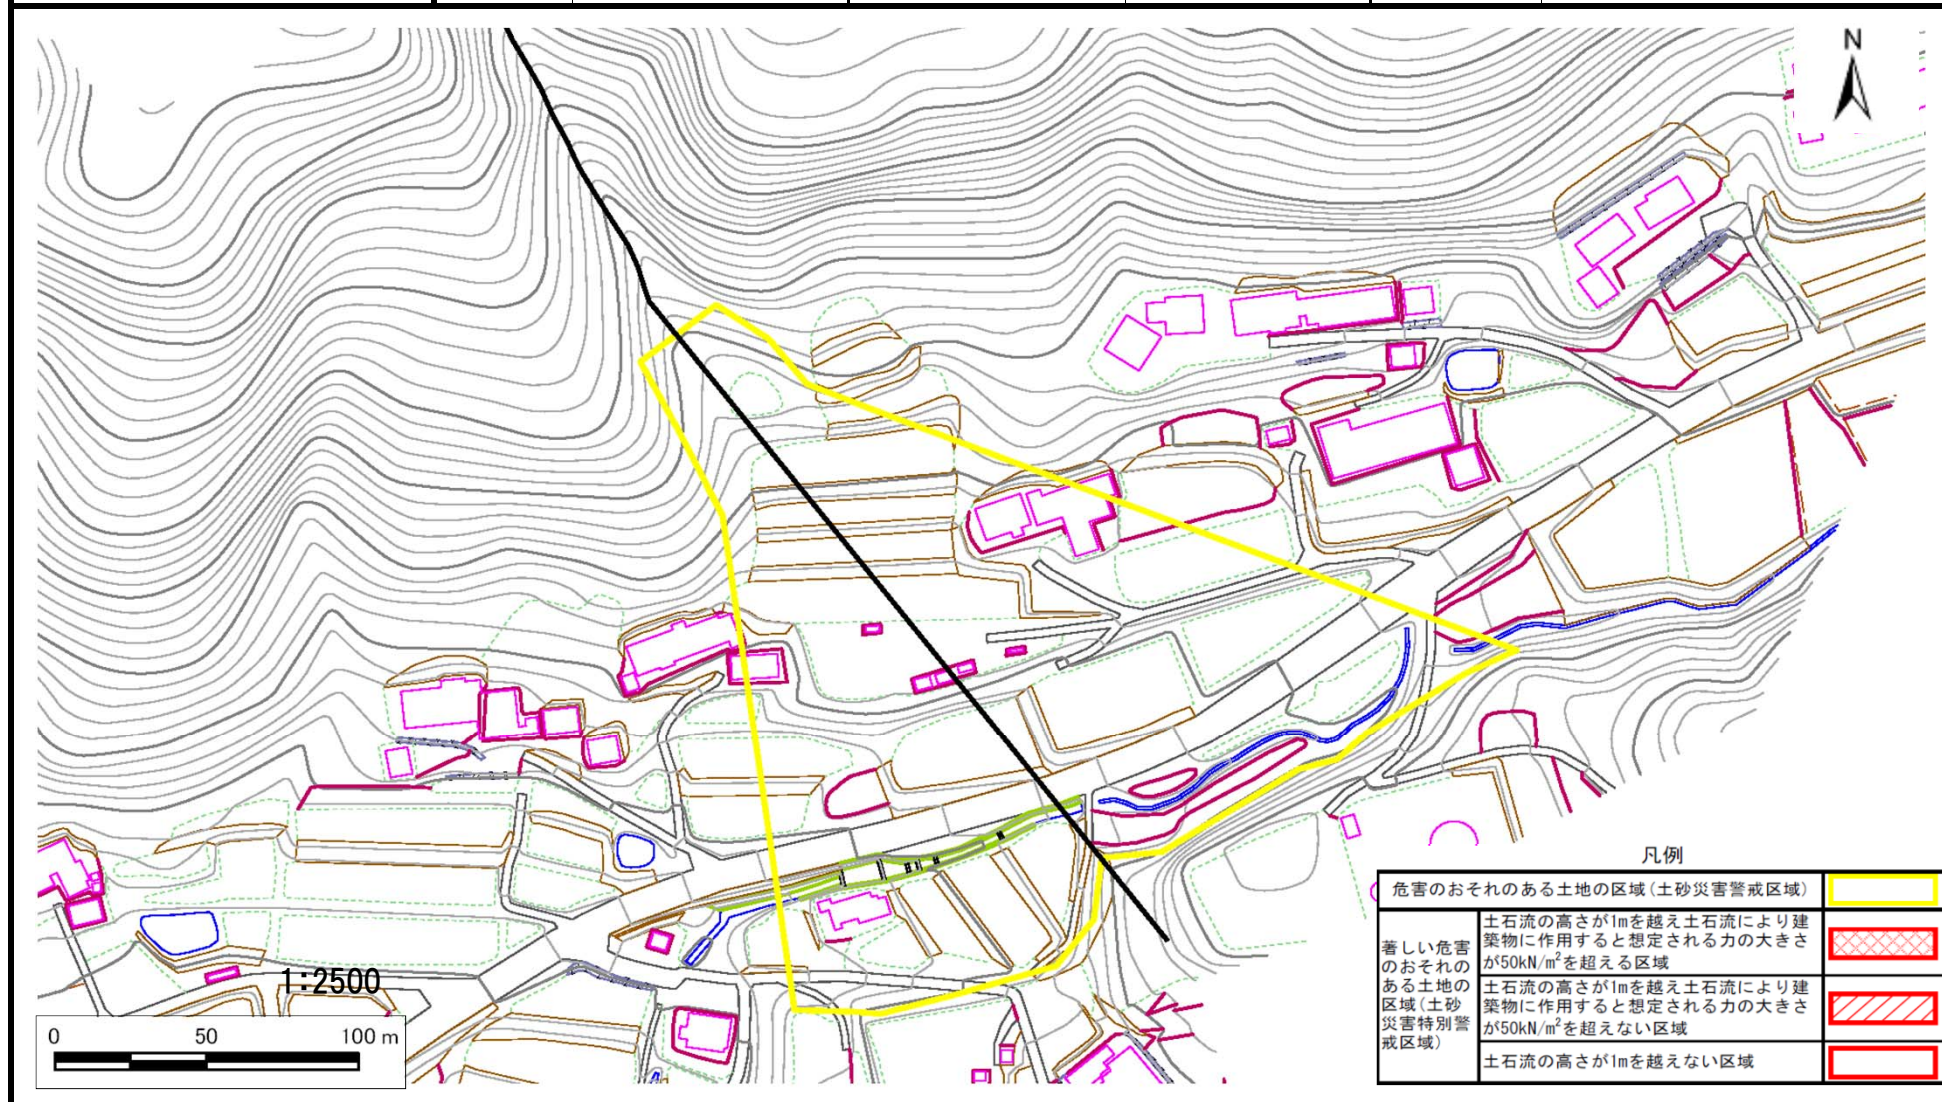 N
凡例
危害のおそれのある土地の区域(土砂災害警戒区域)
著しい危害
のおそれの
ある土地の
区域(土砂
災害特別警
戒区域)
土石流の高さが1mを越え土石流により建
築物に作用すると想定される力の大きさ
が50kN/m²を超える区域
土石流の高さが1mを越え土石流により建
築物に作用すると想定される力の大きさ
が50kN/m²を超えない区域
土石流の高さが1mを越えない区域
1:2500
0 50 100 m